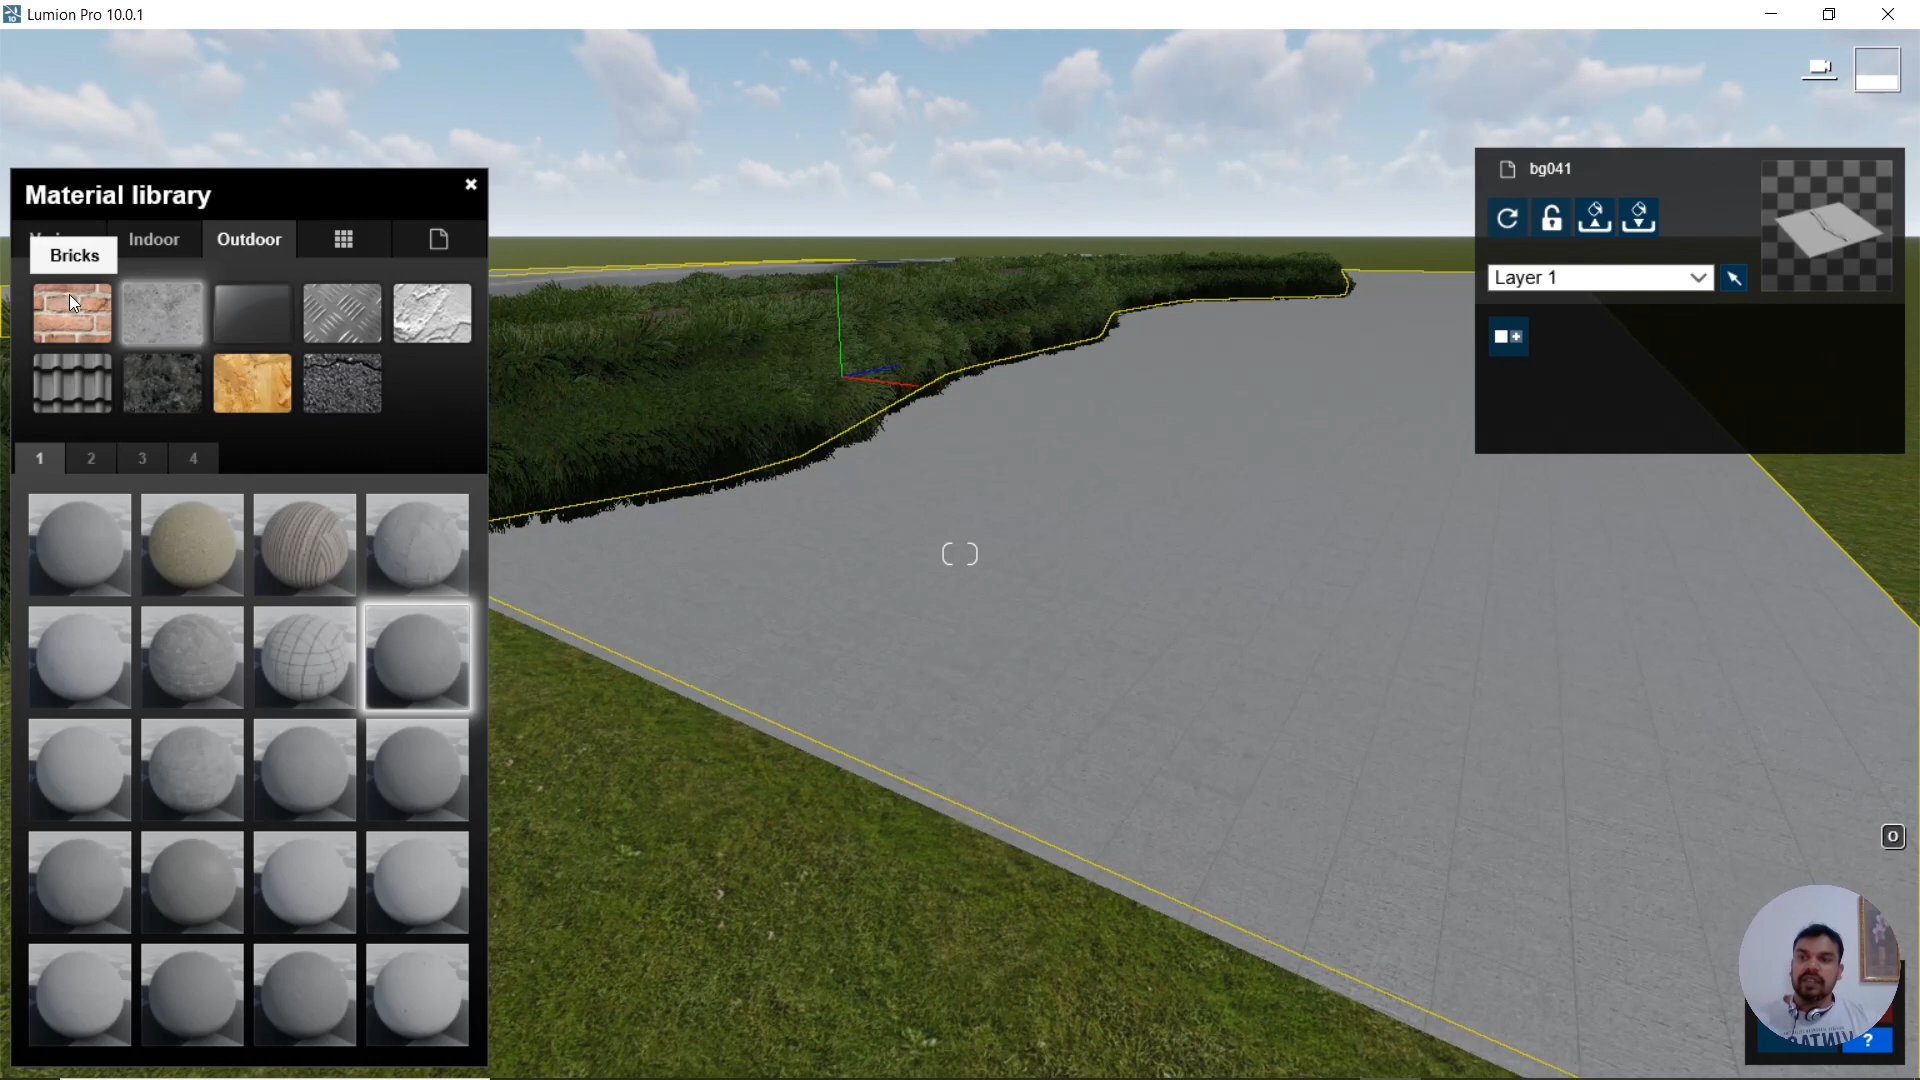 Lumion Pro 10.0.1
Material library
Indoor
Outdoor
Bricks
1
2
3
4
bg041
Layer 1
O
?